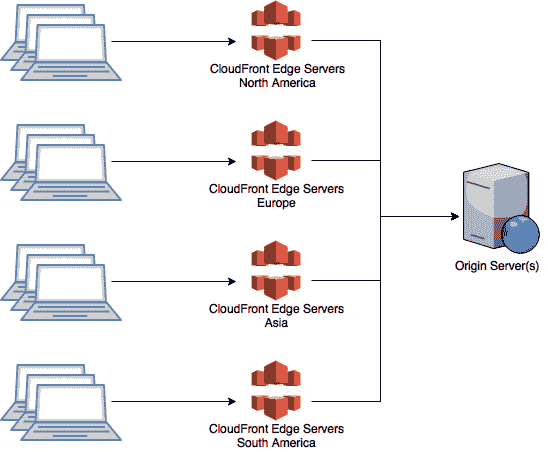 CloudFront Edge Servers
North America
CloudFront Edge Servers
Europe
Origin Server(s)
CloudFront Edge Servers
Asia
CloudFront Edge Servers
South America